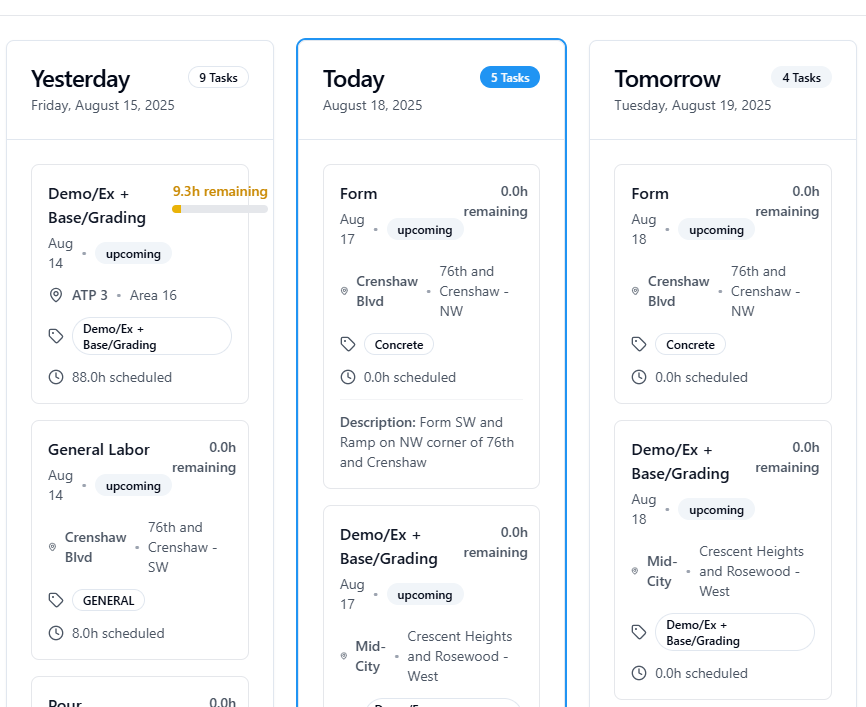 Yesterday
9 Tasks
Friday, August 15, 2025
Demo/Ex +
Base/Grading
9.3h remaining
Aug
14
•
upcoming
ATP 3 • Area 16
Demo/Ex +
Base/Grading
88.0h scheduled
General Labor
0.0h
remaining
Aug
14
•
upcoming
Crenshaw
Blvd
•
76th and
Crenshaw -
SW
GENERAL
8.0h scheduled
Pour
0.0h
Today
5 Tasks
August 18, 2025
Form
0.0h
remaining
Aug
17
•
upcoming
Crenshaw
Blvd
•
76th and
Crenshaw -
NW
Concrete
0.0h scheduled
Description: Form SW and
Ramp on NW corner of 76th
and Crenshaw
Demo/Ex +
Base/Grading
0.0h
remaining
Aug
17
•
upcoming
Mid-
City
•
Crescent Heights
and Rosewood -
West
Demo/Ex +
Tomorrow
4 Tasks
Tuesday, August 19, 2025
Form
0.0h
remaining
Aug
18
•
upcoming
Crenshaw
Blvd
•
76th and
Crenshaw -
NW
Concrete
0.0h scheduled
Demo/Ex +
Base/Grading
0.0h
remaining
Aug
18
•
upcoming
Mid-
City
•
Crescent Heights
and Rosewood -
West
Demo/Ex +
Base/Grading
0.0h scheduled